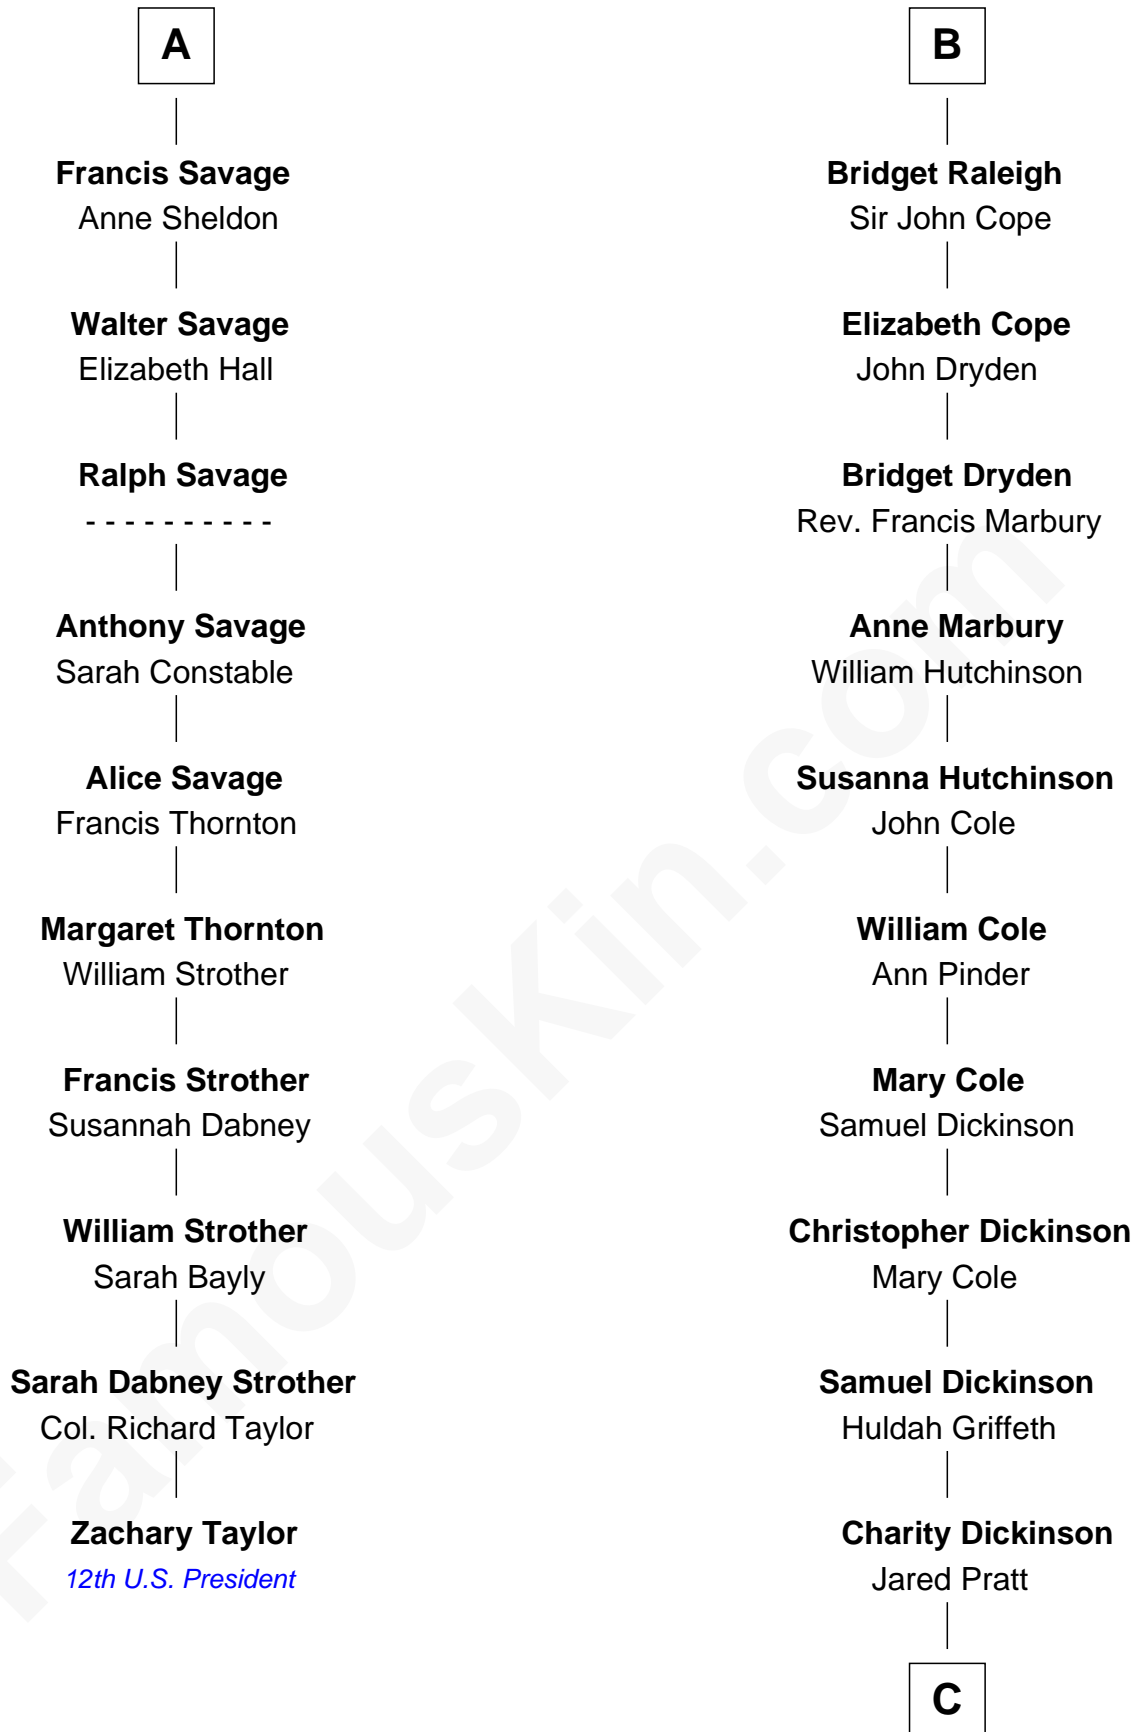 A
Francis Savage
Anne Sheldon
Walter Savage
Elizabeth Hall
Ralph Savage
- - - - - - - - - -
Anthony Savage
Sarah Constable
Alice Savage
Francis Thornton
Margaret Thornton
William Strother
Francis Strother
Susannah Dabney
William Strother
Sarah Bayly
Sarah Dabney Strother
Col. Richard Taylor
Zachary Taylor
12th U.S. President
B
Bridget Raleigh
Sir John Cope
Elizabeth Cope
John Dryden
Bridget Dryden
Rev. Francis Marbury
Anne Marbury
William Hutchinson
Susanna Hutchinson
John Cole
William Cole
Ann Pinder
Mary Cole
Samuel Dickinson
Christopher Dickinson
Mary Cole
Samuel Dickinson
Huldah Griffeth
Charity Dickinson
Jared Pratt
C
FamousKin.com